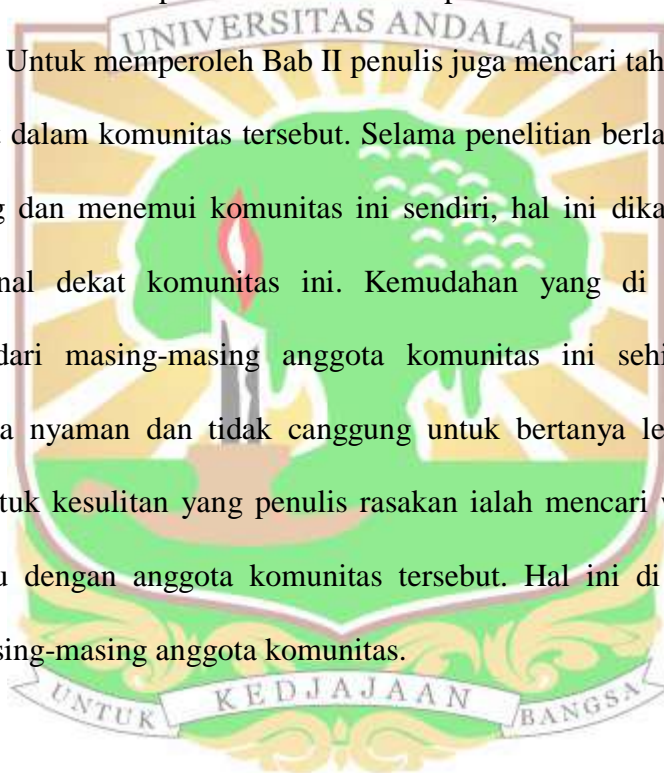 UNIVERSITAS ANDALAS
Untuk memperoleh Bab II penulis juga mencari tah
dalam komunitas tersebut. Selama penelitian berla
dan menemui komunitas ini sendiri, hal ini dika
nal dekat komunitas ini. Kemudahan yang di
dari masing-masing anggota komunitas ini sehi
a nyaman dan tidak canggung untuk bertanya le
tuk kesulitan yang penulis rasakan ialah mencari
u dengan anggota komunitas tersebut. Hal ini di
sing-masing anggota komunitas.
UNTUK KEDJAJAAN BANGSA